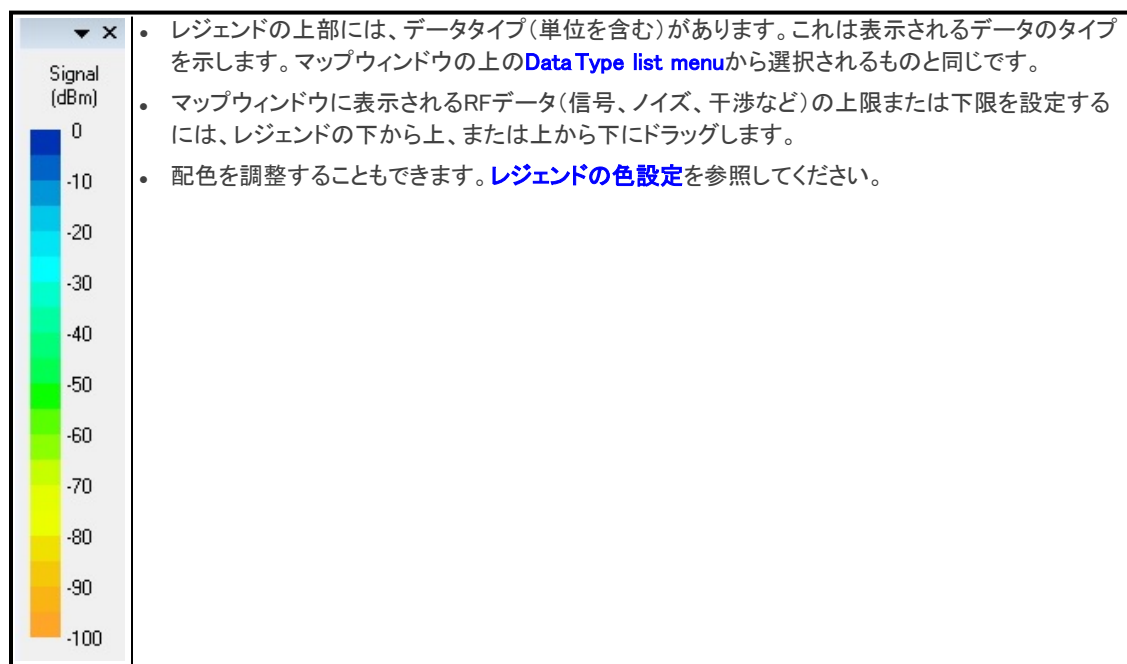 Signal
(dBm)
0
-10
-20
-30
-40
-50
-60
-70
-80
-90
-100
• レジェンドの上部には、データタイプ(単位を含む)があります。これは表示されるデータのタイプ
を示します。マップウィンドウの上のData Type list menuから選択されるものと同じです。
• マップウィンドウに表示されるRFデータ(信号、ノイズ、干渉など)の上限または下限を設定する
には、レジェンドの下から上、または上から下にドラッグします。
• 配色を調整することもできます。レジェンドの色設定を参照してください。